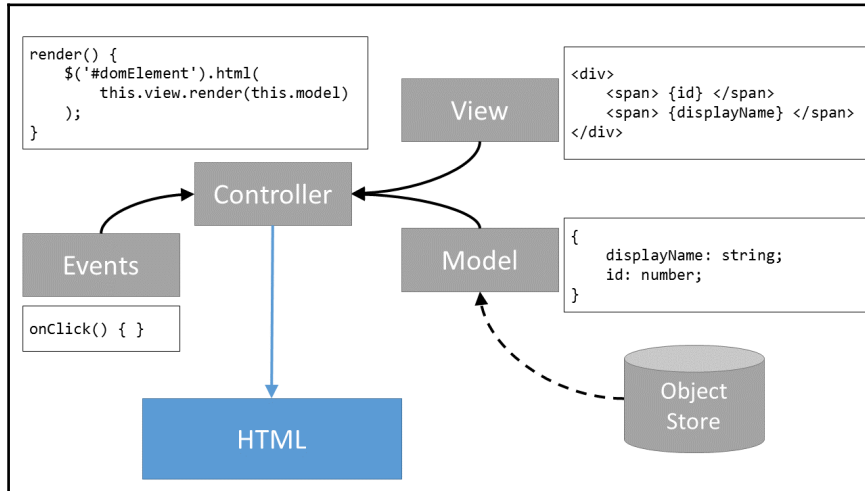 render() {
    $('#domElement').html(
        this.view.render(this.model)
    );
}
View
<div>
    <span> {id} </span>
    <span> {displayName} </span>
</div>
Controller
Events
Model
{
    displayName: string;
    id: number;
}
onClick() { }
Object
Store
HTML